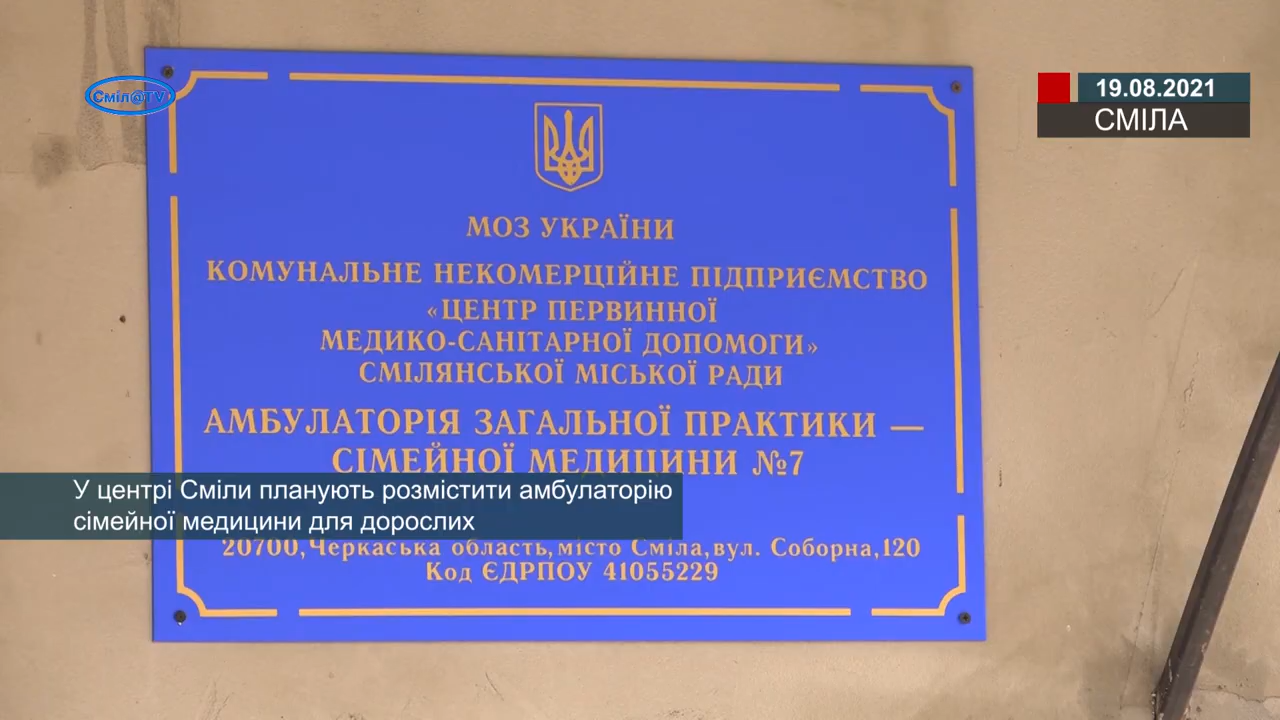 Сміл@TV
19.08.2021
СМІЛА
МОЗ УКРАЇНИ
КОМУНАЛЬНЕ НЕКОМЕРЦІЙНЕ ПІДПРИЄМСТВО
«ЦЕНТР ПЕРВИННОЇ
МЕДИКО-САНІТАРНОЇ ДОПОМОГИ»
СМІЛЯНСЬКОЇ МІСЬКОЇ РАДИ
АМБУЛАТОРІЯ ЗАГАЛЬНОЇ ПРАКТИКИ —
СІМЕЙНОЇ МЕДИЦИНИ №7
У центрі Сміли планують розмістити амбулаторію
сімейної медицини для дорослих
20700,Черкаська область,місто Сміла,вул. Соборна,120
Код ЄДРПОУ 41055229